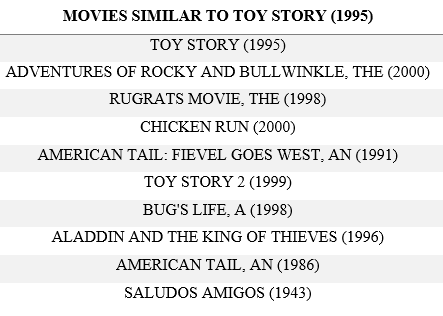 MOVIES SIMILAR TO TOY STORY (1995)
TOY STORY (1995)
ADVENTURES OF ROCKY AND BULLWINKLE, THE (2000)
RUGRATS MOVIE, THE (1998)
CHICKEN RUN (2000)
AMERICAN TAIL: FIEVEL GOES WEST, AN (1991)
TOY STORY 2 (1999)
BUG'S LIFE, A (1998)
ALADDIN AND THE KING OF THIEVES (1996)
AMERICAN TAIL, AN (1986)
SALUDOS AMIGOS (1943)